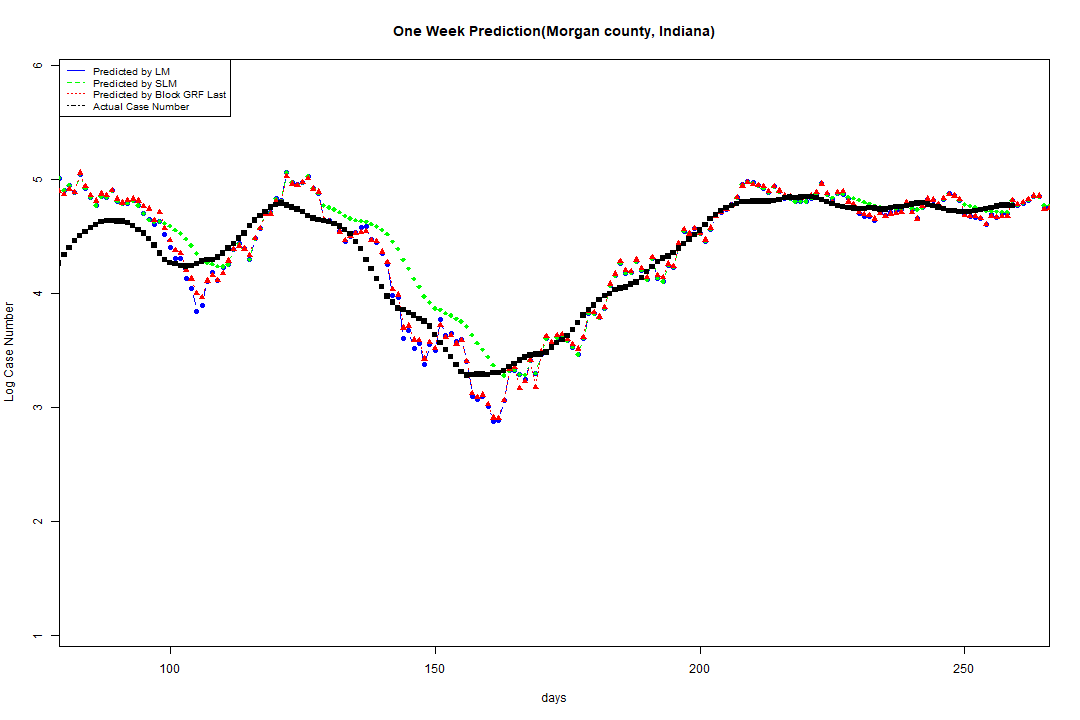 One Week Prediction(Morgan county, Indiana)
6
Predicted by LM
Predicted by SLM
Predicted by Block GRF Last
Actual Case Number
5
4
3
2
1
Log Case Number
100 150 200 250
days